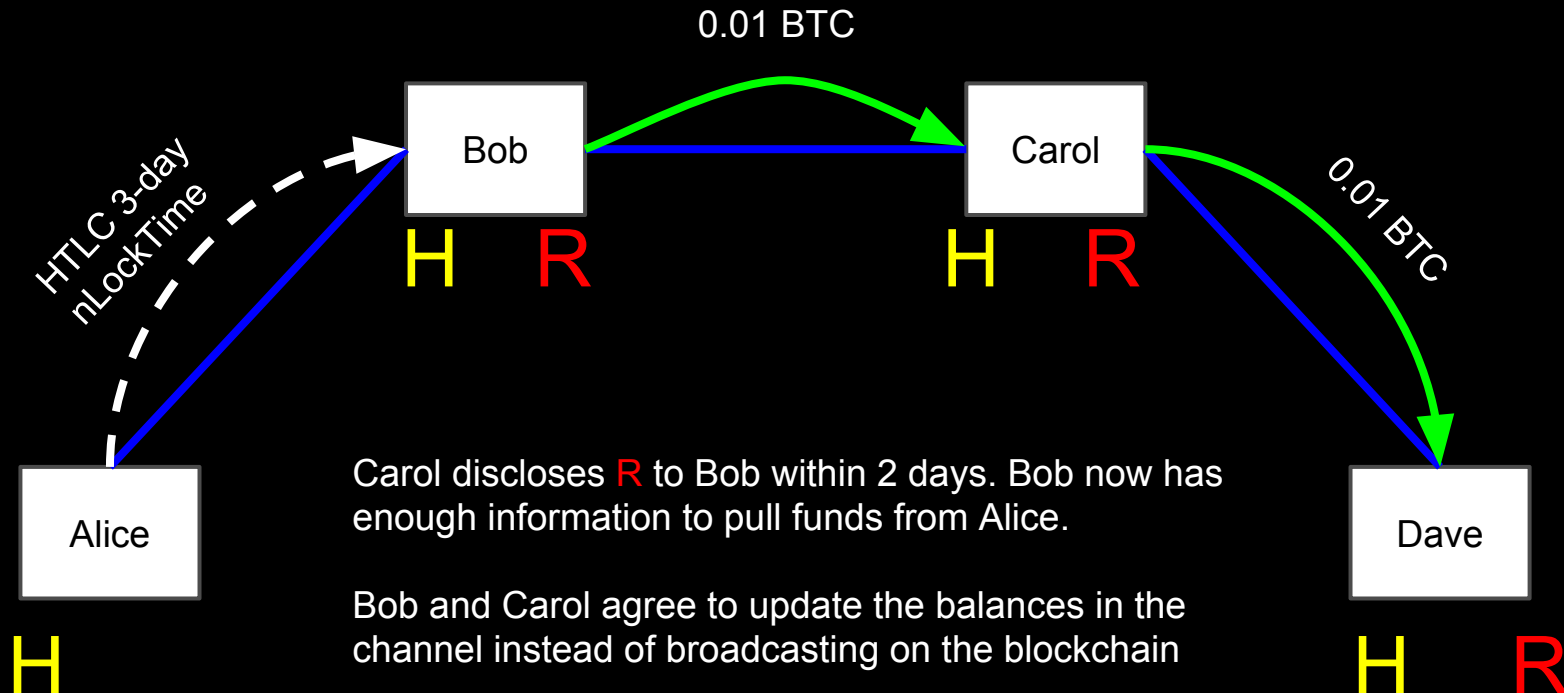 0.01 BTC
Bob
Carol
HTLC 3-day
nLockTime
0.01 BTC
H R
H R
Carol discloses R to Bob within 2 days. Bob now has
enough information to pull funds from Alice.
Alice
Dave
Bob and Carol agree to update the balances in the
channel instead of broadcasting on the blockchain
H
H R